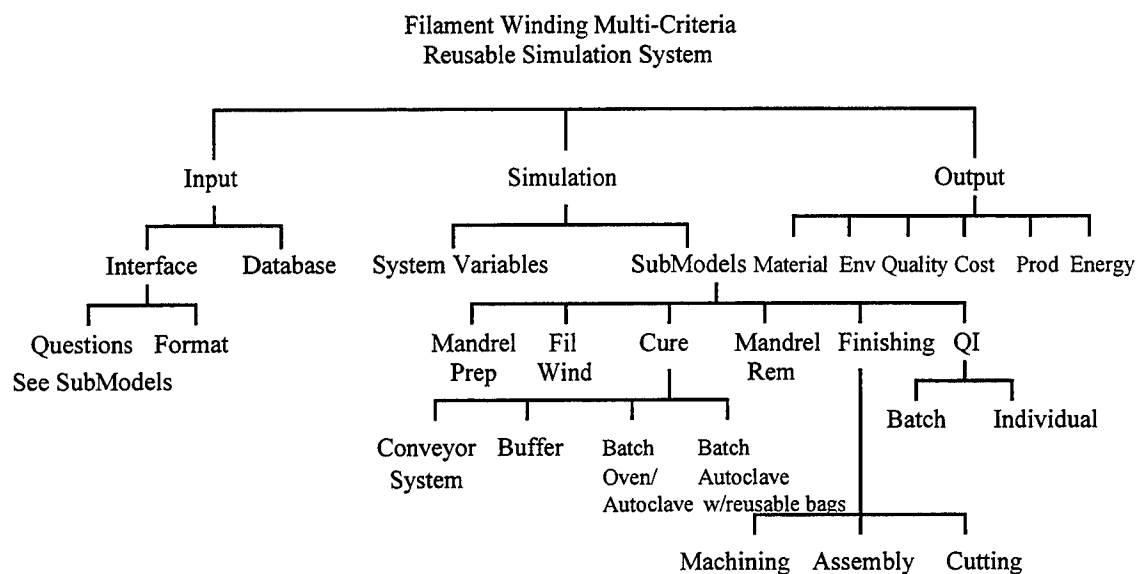 Filament Winding Multi-Criteria
Reusable Simulation System
Input Simulation Output
Interface Database System Variables SubModels Material Env Quality Cost Prod Energy
Questions Format
See SubModels
Mandrel Prep
Fil Wind
Cure
Mandrel Rem
Finishing
QI
Batch Individual
Conveyor System
Buffer
Batch Oven/ Autoclave
Batch Autoclave w/reusable bags
Machining Assembly Cutting